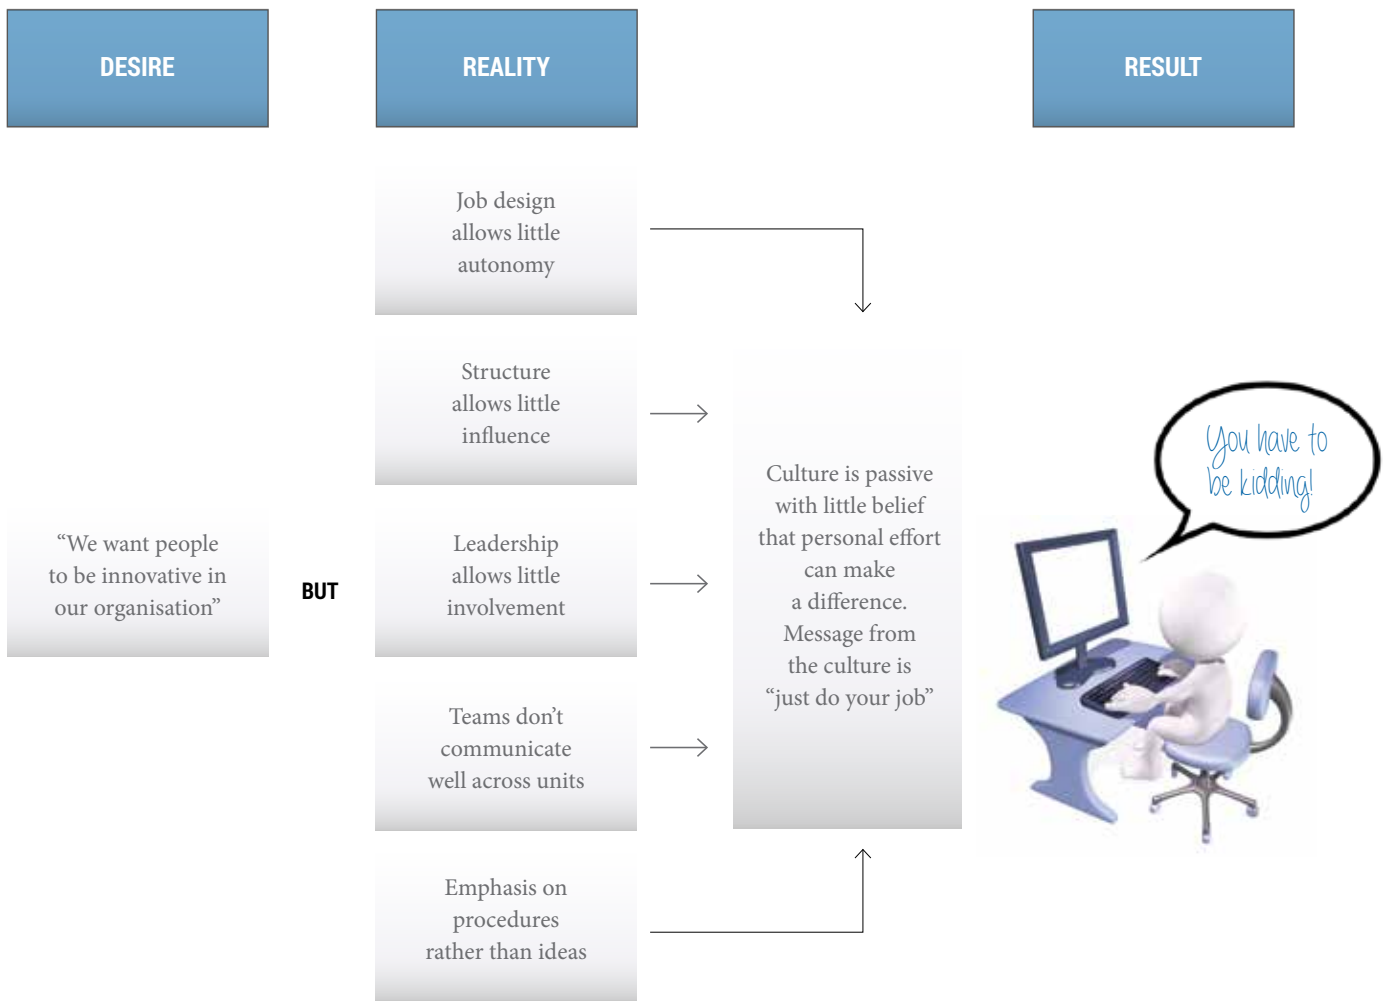 DESIRE
REALITY
RESULT
Job design
allows little
autonomy
Structure
allows little
influence
“We want people
to be innovative in
our organisation”
BUT
Leadership
allows little
involvement
Teams don’t
communicate
well across units
Emphasis on
procedures
rather than ideas
Culture is passive
with little belief
that personal effort
can make
a difference.
Message from
the culture is
“just do your job”
You have to
be kidding!